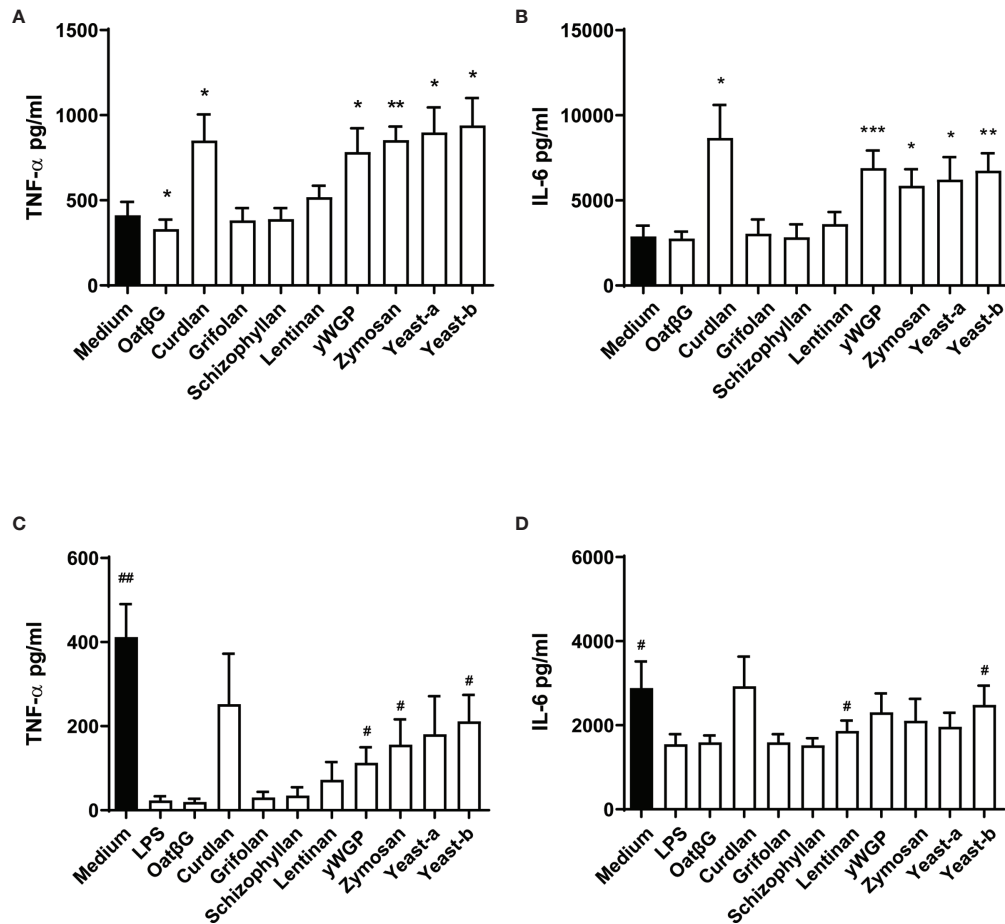 A
TNF-α pg/ml
1500
1000
500
0
*
*
*
**
*
*
Medium
OatβG
Curdlan
Grifolan
Schizophyllan
Lentinan
yWGP
Zymosan
Yeast-a
Yeast-b
B
IL-6 pg/ml
15000
10000
5000
0
*
***
*
*
**
Medium
OatβG
Curdlan
Grifolan
Schizophyllan
Lentinan
yWGP
Zymosan
Yeast-a
Yeast-b
C
TNF-α pg/ml
600
400
200
0
##
#
#
#
Medium
LPS
OatβG
Curdlan
Grifolan
Schizophyllan
Lentinan
yWGP
Zymosan
Yeast-a
Yeast-b
D
IL-6 pg/ml
6000
4000
2000
0
#
#
#
Medium
LPS
OatβG
Curdlan
Grifolan
Schizophyllan
Lentinan
yWGP
Zymosan
Yeast-a
Yeast-b